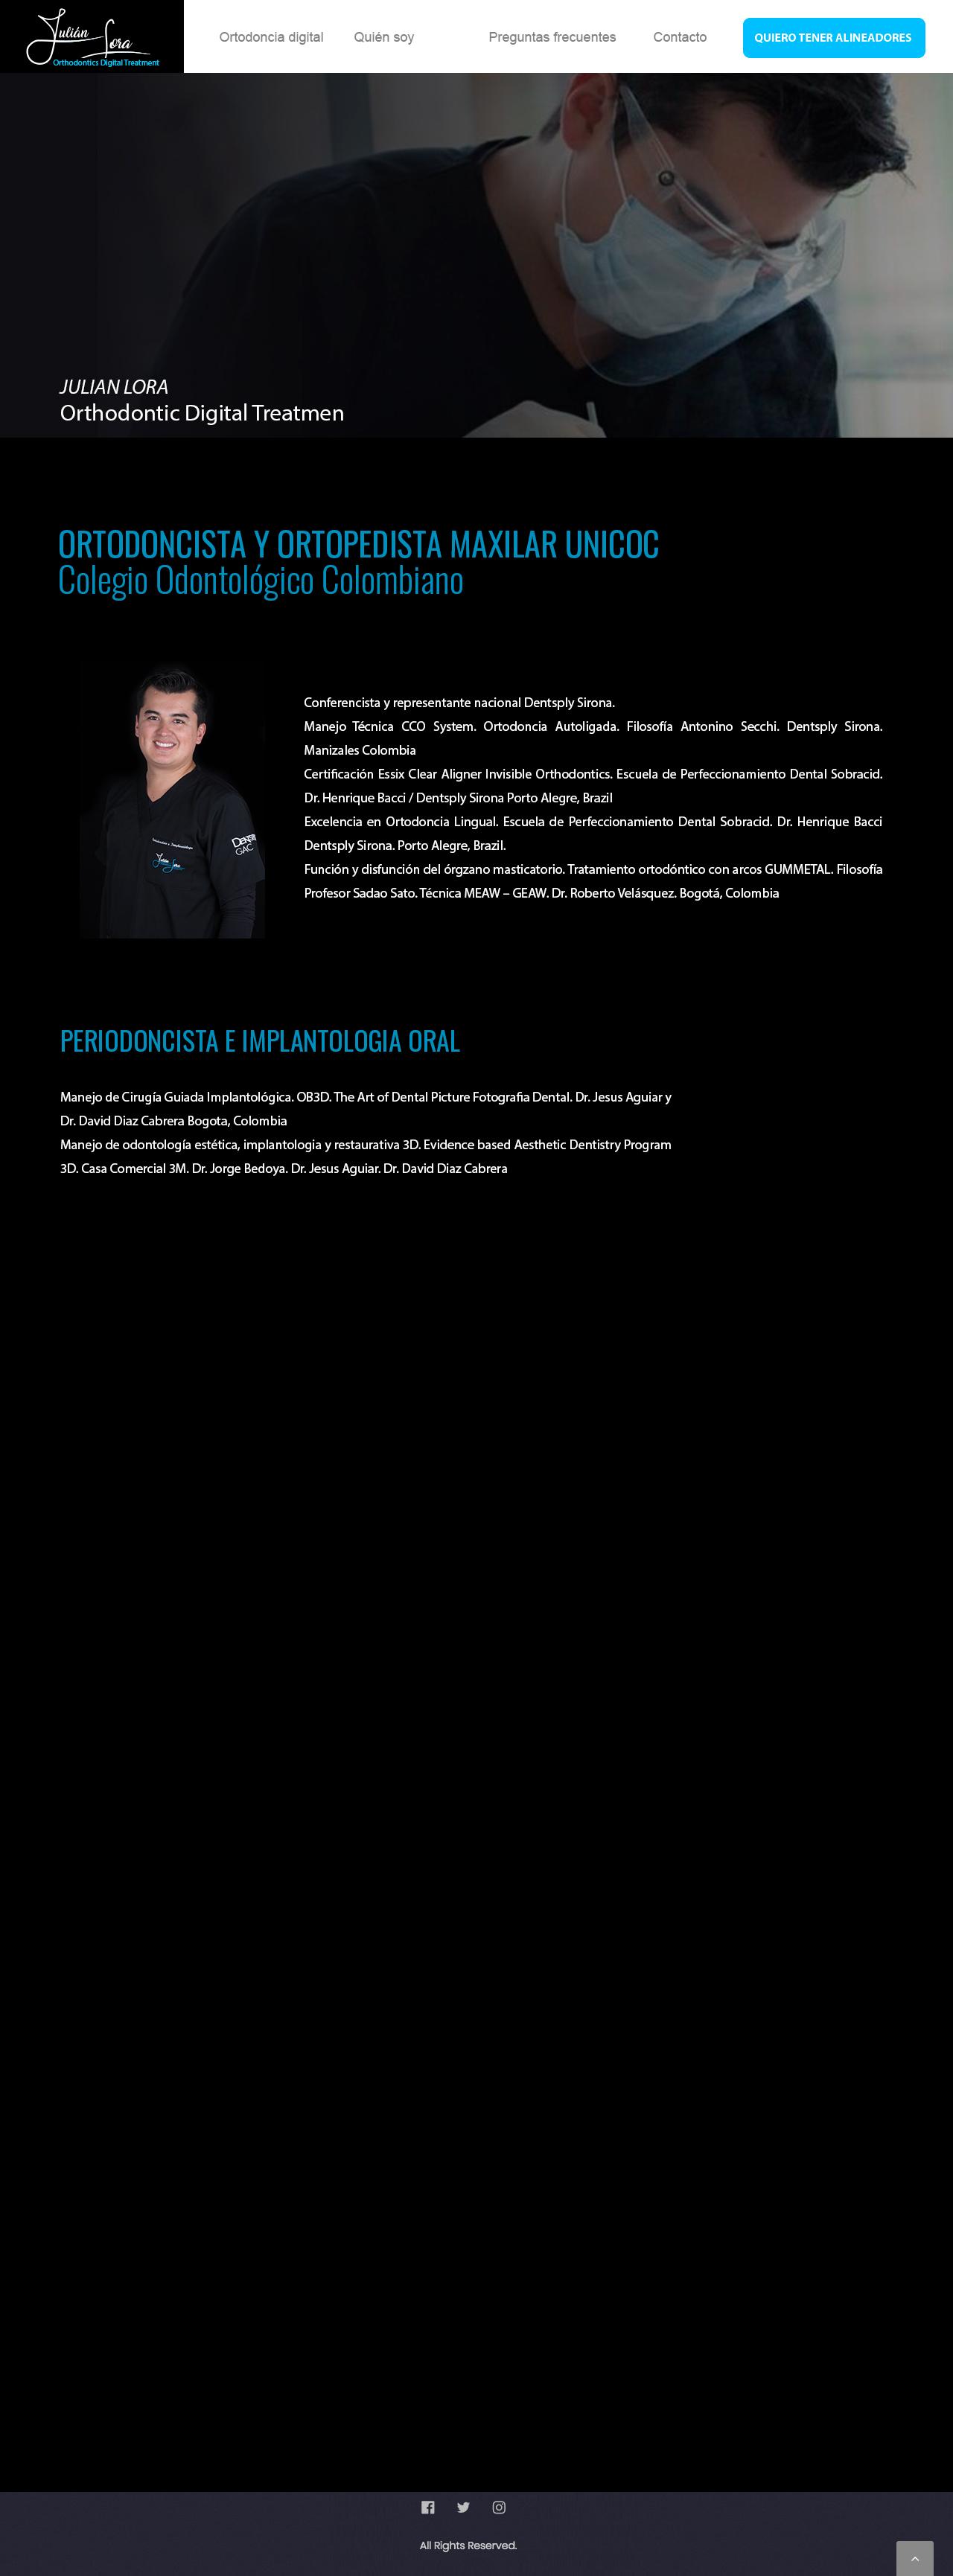 Julián Lora
Orthodontics Digital Treatment
Ortodoncia digital
Quién soy
Preguntas frecuentes
Contacto
QUIERO TENER ALINEADORES
JULIAN LORA
Orthodontic Digital Treatmen
ORTODONCISTA Y ORTOPEDISTA MAXILAR UNICOC
Colegio Odontológico Colombiano
Conferencista y representante nacional Dentsply Sirona.
Manejo Técnica CCO System. Ortodoncia Autoligada. Filosofía Antonino Secchi. Dentsply Sirona.
Manizales Colombia
Certificación Essix Clear Aligner Invisible Orthodontics. Escuela de Perfeccionamiento Dental Sobracid.
Dr. Henrique Bacci / Dentsply Sirona Porto Alegre, Brazil
Excelencia en Ortodoncia Lingual. Escuela de Perfeccionamiento Dental Sobracid. Dr. Henrique Bacci
Dentsply Sirona. Porto Alegre, Brazil.
Función y disfunción del órgzano masticatorio. Tratamiento ortodóntico con arcos GUMMETAL. Filosofía
Profesor Sadao Sato. Técnica MEAW – GEAW. Dr. Roberto Velásquez. Bogotá, Colombia
GAC
PERIODONCISTA E IMPLANTOLOGIA ORAL
Manejo de Cirugía Guiada Implantológica. OB3D. The Art of Dental Picture Fotografia Dental. Dr. Jesus Aguiar y
Dr. David Diaz Cabrera Bogota, Colombia
Manejo de odontología estética, implantologia y restaurativa 3D. Evidence based Aesthetic Dentistry Program
3D. Casa Comercial 3M. Dr. Jorge Bedoya. Dr. Jesus Aguiar. Dr. David Diaz Cabrera
All Rights Reserved.